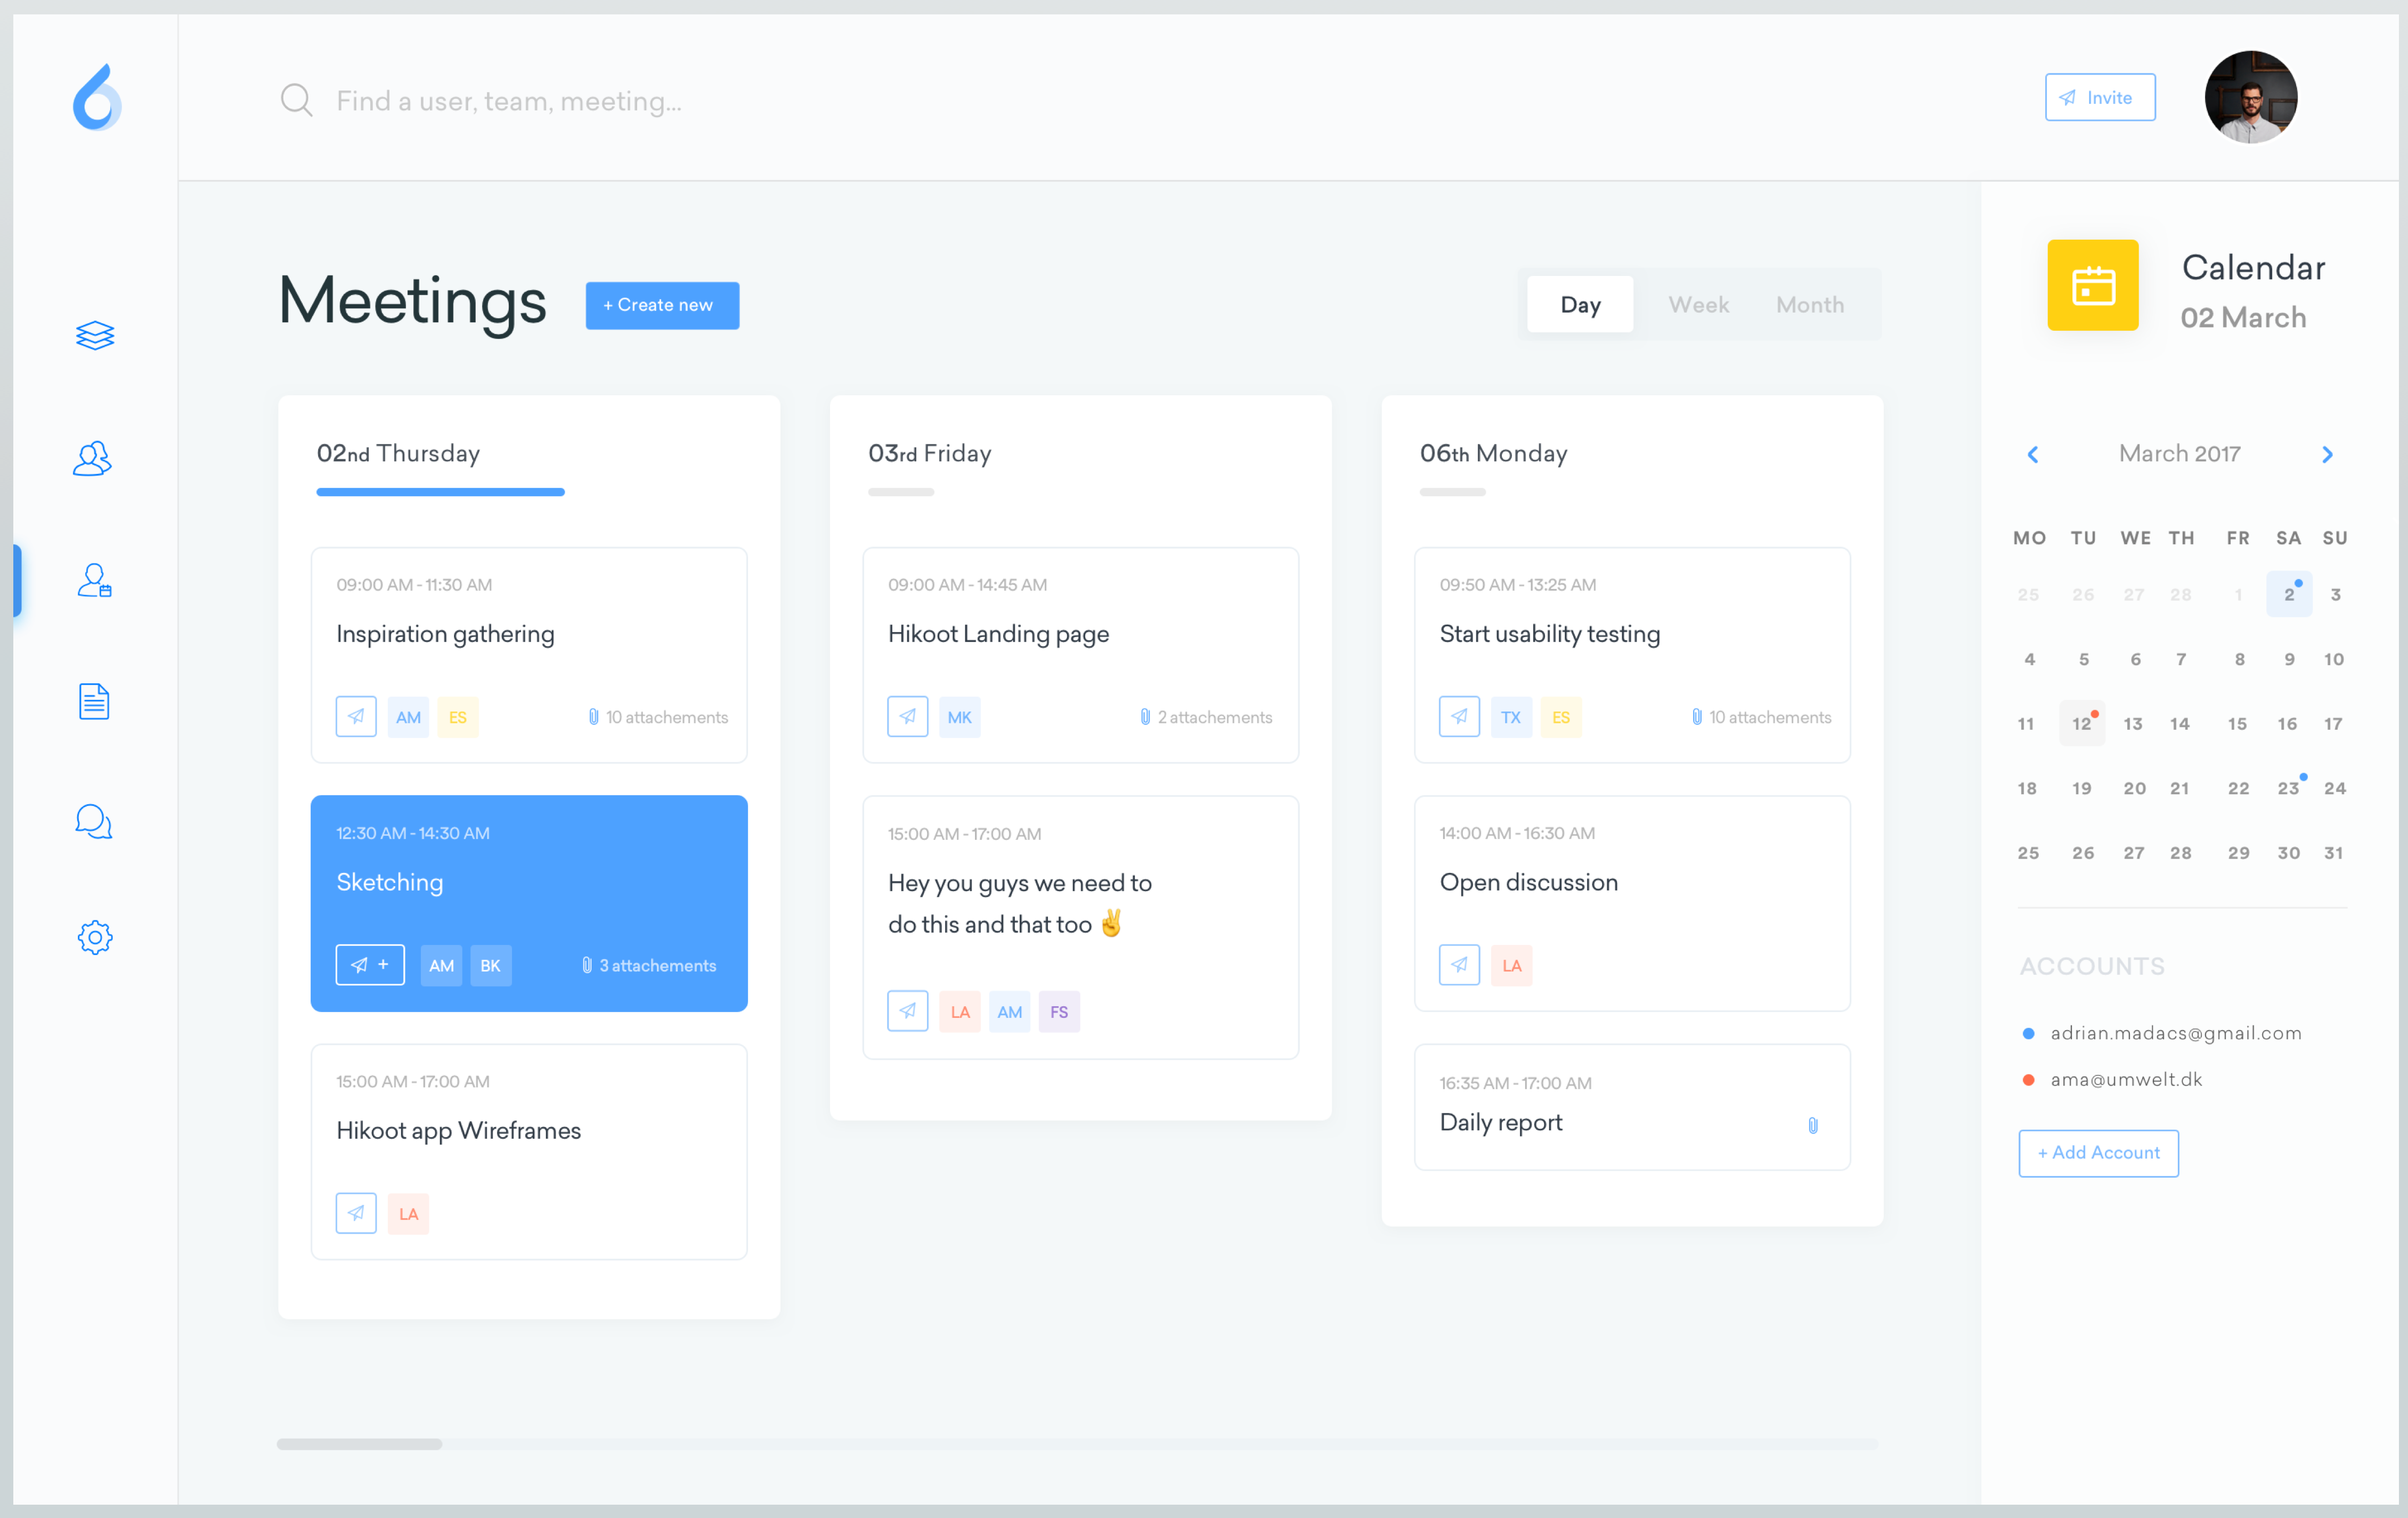 Find a user, team, meeting...
Invite
Meetings
+ Create new
Day Week Month
02nd Thursday
09:00 AM - 11:30 AM
Inspiration gathering
AM ES 10 attachements
12:30 AM - 14:30 AM
Sketching
+ AM BK 3 attachements
15:00 AM - 17:00 AM
Hikoot app Wireframes
LA
03rd Friday
09:00 AM - 14:45 AM
Hikoot Landing page
MK 2 attachements
15:00 AM - 17:00 AM
Hey you guys we need to
do this and that too ✌️
LA AM FS
06th Monday
09:50 AM - 13:25 AM
Start usability testing
TX ES 10 attachements
14:00 AM - 16:30 AM
Open discussion
LA
16:35 AM - 17:00 AM
Daily report
Calendar
02 March
March 2017
MO TU WE TH FR SA SU
25 26 27 28 1 2 3
4 5 6 7 8 9 10
11 12 13 14 15 16 17
18 19 20 21 22 23 24
25 26 27 28 29 30 31
ACCOUNTS
adrian.madacs@gmail.com
ama@umwelt.dk
+ Add Account